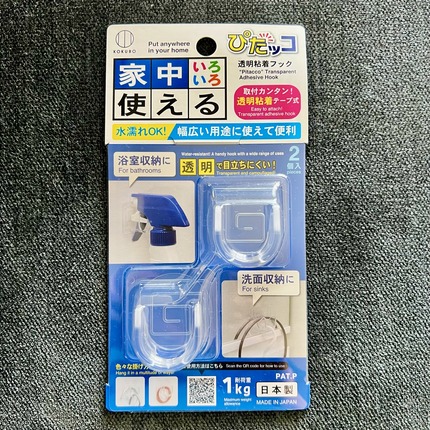 KOKUBO
Put anywhere
in your home
ぴたッコ
透明粘着フック
"Pitacco" Transparent
Adhesive Hook
家中いろいろ
使える
取付カンタン!
透明粘着テープ式
Easy to attach!
Transparent adhesive hook
水濡れOK!
幅広い用途に使えて便利
Water-resistant! A handy hook with a wide range of uses
浴室収納に
For bathrooms
透明で目立ちにくい!
2
個入
洗面収納に
For sinks
色々な掛け方
使用方法はこちら
Scan the QR code for how to use
Hang it in a multitude of ways!
耐荷重
1kg
Maximum weight
allowance
PAT.P
日本製
MADE IN JAPAN